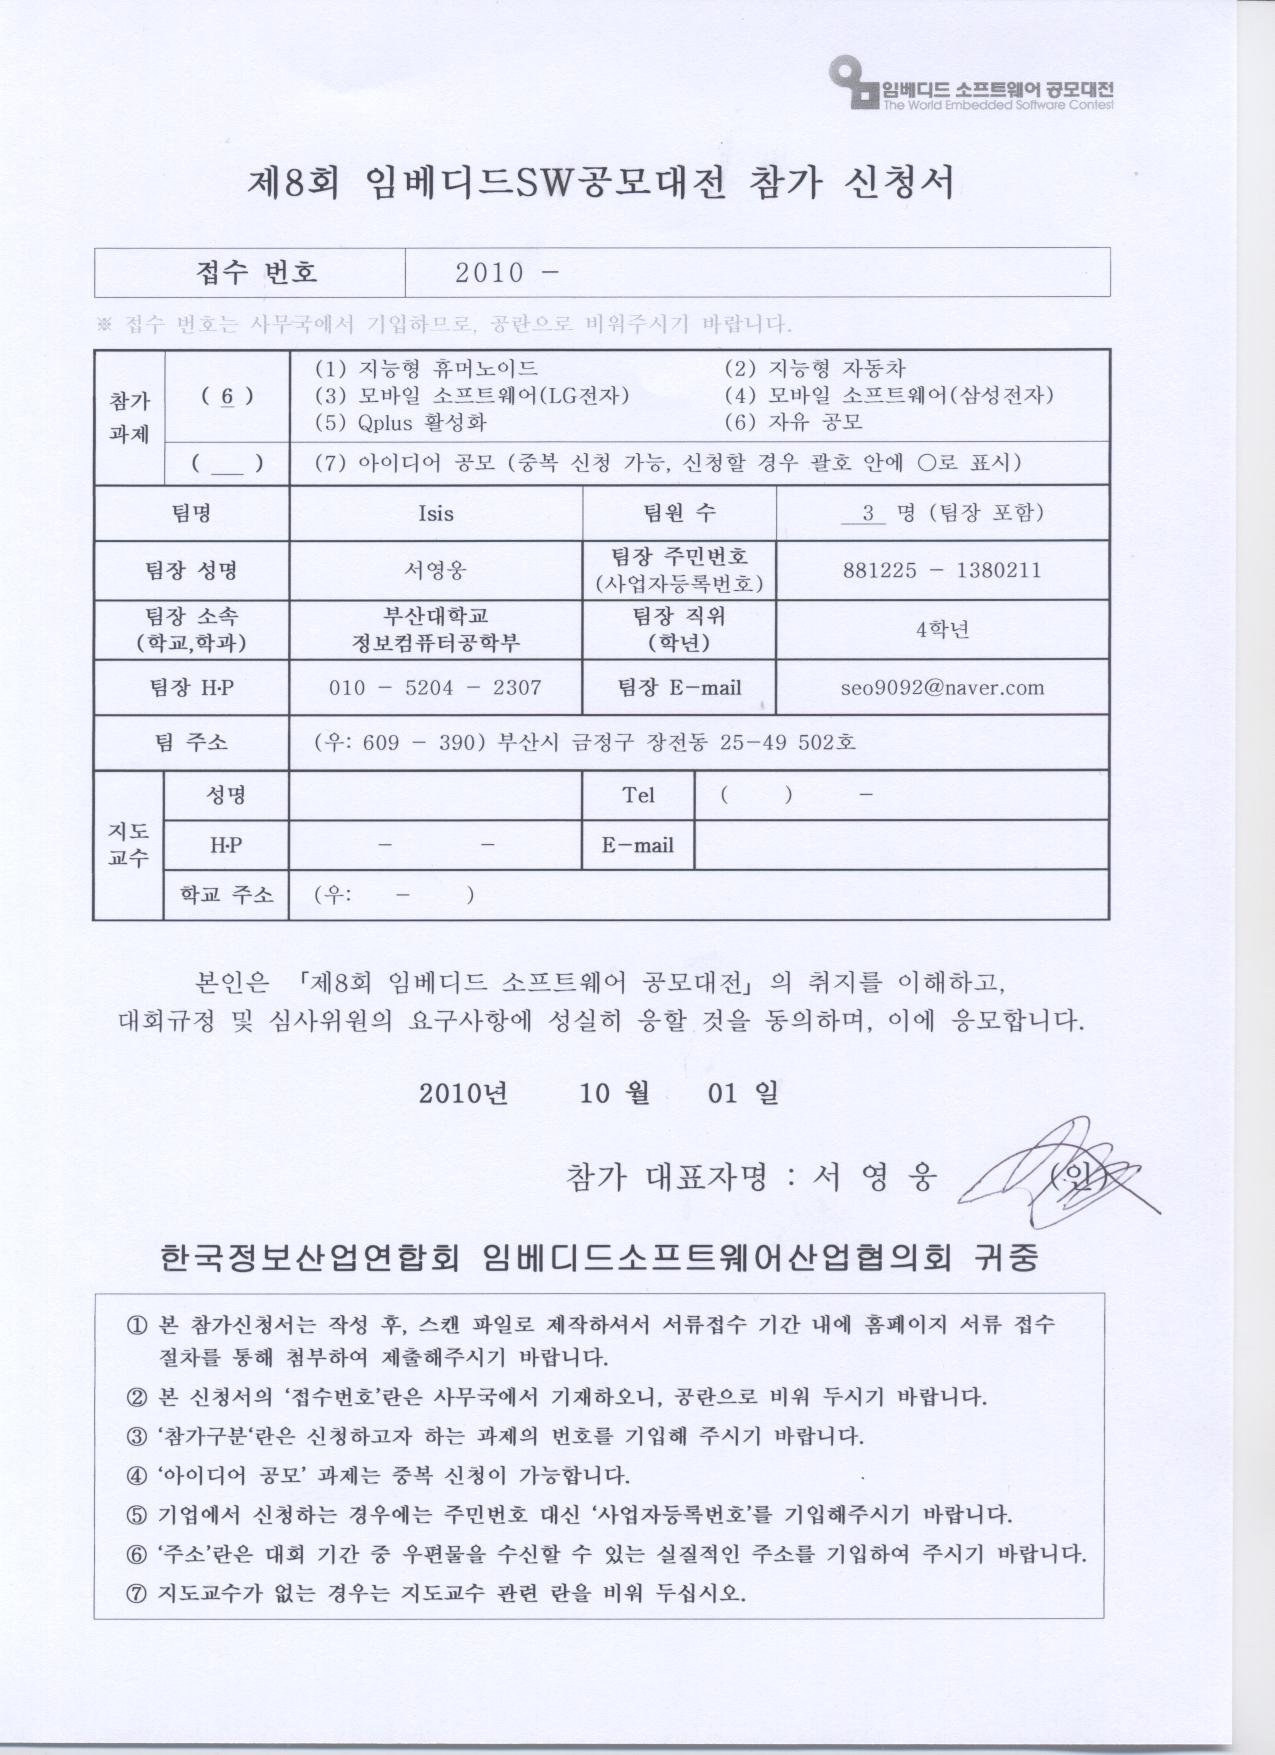 임베디드 소프트웨어 공모대전
The World Embedded Software Contest
제8회 임베디드SW공모대전 참가 신청서
접수 번호 2010 -
※ 접수 번호는 사무국에서 기입하므로, 공란으로 비워주시기 바랍니다.
참가 과제 ( 6 ) (1) 지능형 휴머노이드 (2) 지능형 자동차
(3) 모바일 소프트웨어(LG전자) (4) 모바일 소프트웨어(삼성전자)
(5) Qplus 활성화 (6) 자유 공모
( __ ) (7) 아이디어 공모 (중복 신청 가능, 신청할 경우 괄호 안에 ○로 표시)
팀명 Isis 팀원 수 3 명 (팀장 포함)
팀장 성명 서영웅 팀장 주민번호 (사업자등록번호) 881225 - 1380211
팀장 소속 (학교,학과) 부산대학교 정보컴퓨터공학부 팀장 직위 (학년) 4학년
팀장 H·P 010 - 5204 - 2307 팀장 E-mail seo9092@naver.com
팀 주소 (우: 609 - 390) 부산시 금정구 장전동 25-49 502호
지도 교수 성명 Tel ( ) -
H·P - - E-mail
학교 주소 (우: - )
본인은 「제8회 임베디드 소프트웨어 공모대전」의 취지를 이해하고,
대회규정 및 심사위원의 요구사항에 성실히 응할 것을 동의하며, 이에 응모합니다.
2010년 10 월 01 일
참가 대표자명 : 서 영 웅 (인)
한국정보산업연합회 임베디드소프트웨어산업협의회 귀중
① 본 참가신청서는 작성 후, 스캔 파일로 제작하셔서 서류접수 기간 내에 홈페이지 서류 접수
절차를 통해 첨부하여 제출해주시기 바랍니다.
② 본 신청서의 ‘접수번호’란은 사무국에서 기재하오니, 공란으로 비워 두시기 바랍니다.
③ ‘참가구분‘란은 신청하고자 하는 과제의 번호를 기입해 주시기 바랍니다.
④ ‘아이디어 공모’ 과제는 중복 신청이 가능합니다.
⑤ 기업에서 신청하는 경우에는 주민번호 대신 ‘사업자등록번호’를 기입해주시기 바랍니다.
⑥ ‘주소’란은 대회 기간 중 우편물을 수신할 수 있는 실질적인 주소를 기입하여 주시기 바랍니다.
⑦ 지도교수가 없는 경우는 지도교수 관련 란을 비워 두십시오.